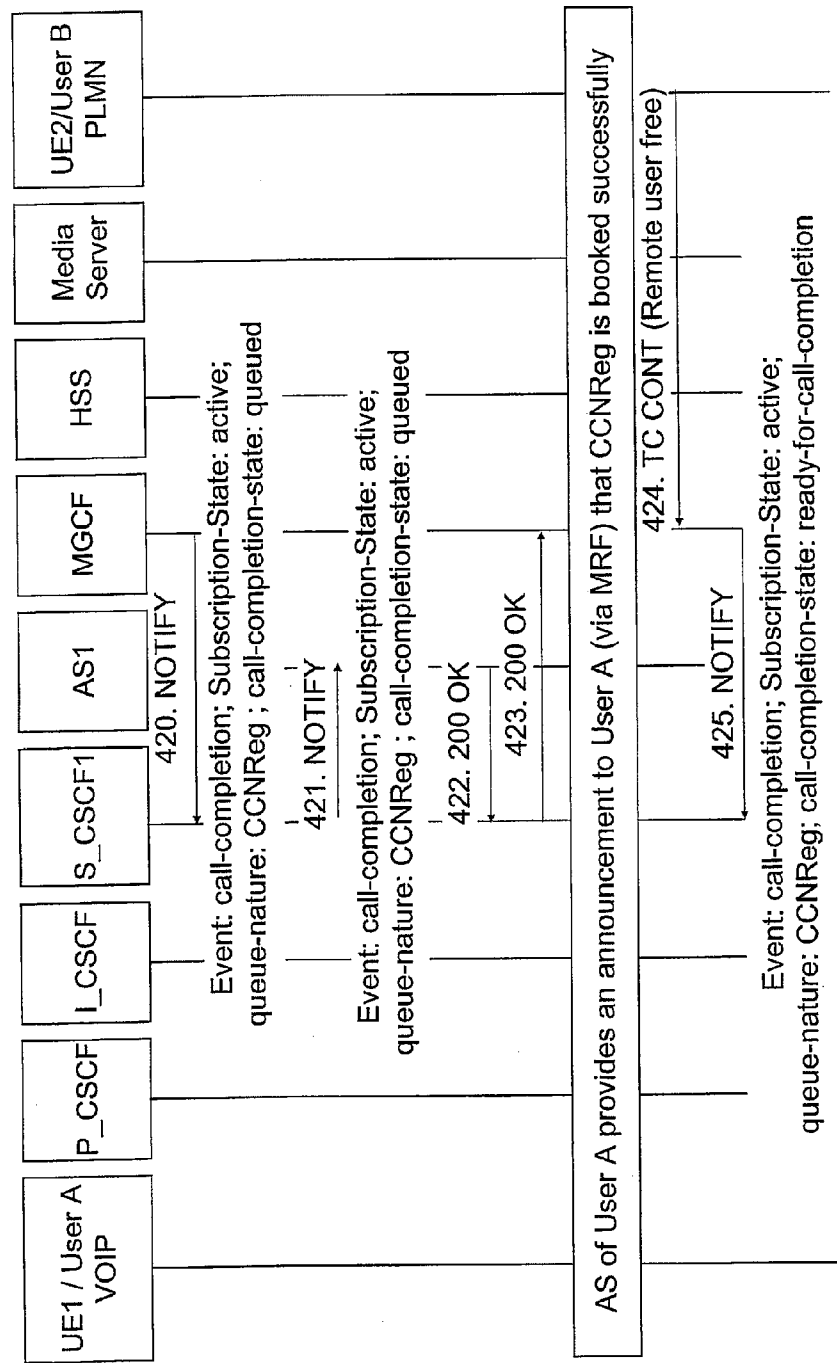 UE1 / User A
VOIP
P_CSCF
I_CSCF
S_CSCF1
AS1
MGCF
HSS
Media
Server
UE2/User B
PLMN
420. NOTIFY
Event: call-completion; Subscription-State: active;
queue-nature: CCNReg ; call-completion-state: queued
421. NOTIFY
Event: call-completion; Subscription-State: active;
queue-nature: CCNReg ; call-completion-state: queued
422. 200 OK
423. 200 OK
AS of User A provides an announcement to User A (via MRF) that CCNReg is booked successfully
424. TC CONT (Remote user free)
425. NOTIFY
Event: call-completion; Subscription-State: active;
queue-nature: CCNReg; call-completion-state: ready-for-call-completion